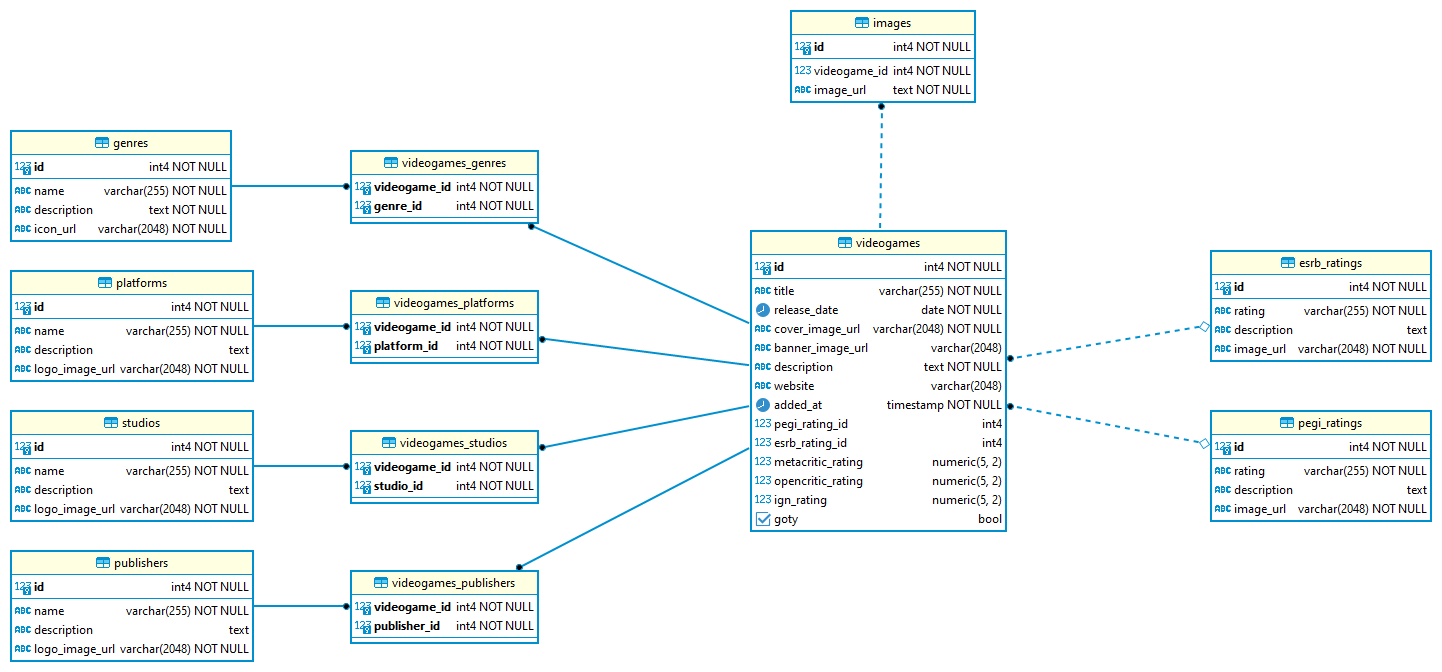 images
id int4 NOT NULL
videogame_id int4 NOT NULL
image_url text NOT NULL
genres
id int4 NOT NULL
name varchar(255) NOT NULL
description text NOT NULL
icon_url varchar(2048) NOT NULL
videogames_genres
videogame_id int4 NOT NULL
genre_id int4 NOT NULL
platforms
id int4 NOT NULL
name varchar(255) NOT NULL
description text
logo_image_url varchar(2048) NOT NULL
videogames_platforms
videogame_id int4 NOT NULL
platform_id int4 NOT NULL
studios
id int4 NOT NULL
name varchar(255) NOT NULL
description text
logo_image_url varchar(2048) NOT NULL
videogames_studios
videogame_id int4 NOT NULL
studio_id int4 NOT NULL
publishers
id int4 NOT NULL
name varchar(255) NOT NULL
description text
logo_image_url varchar(2048) NOT NULL
videogames_publishers
videogame_id int4 NOT NULL
publisher_id int4 NOT NULL
videogames
id int4 NOT NULL
title varchar(255) NOT NULL
release_date date NOT NULL
cover_image_url varchar(2048) NOT NULL
banner_image_url varchar(2048)
description text NOT NULL
website varchar(2048)
added_at timestamp NOT NULL
pegi_rating_id int4
esrb_rating_id int4
metacritic_rating numeric(5, 2)
opencritic_rating numeric(5, 2)
ign_rating numeric(5, 2)
goty bool
esrb_ratings
id int4 NOT NULL
rating varchar(255) NOT NULL
description text
image_url varchar(2048) NOT NULL
pegi_ratings
id int4 NOT NULL
rating varchar(255) NOT NULL
description text
image_url varchar(2048) NOT NULL